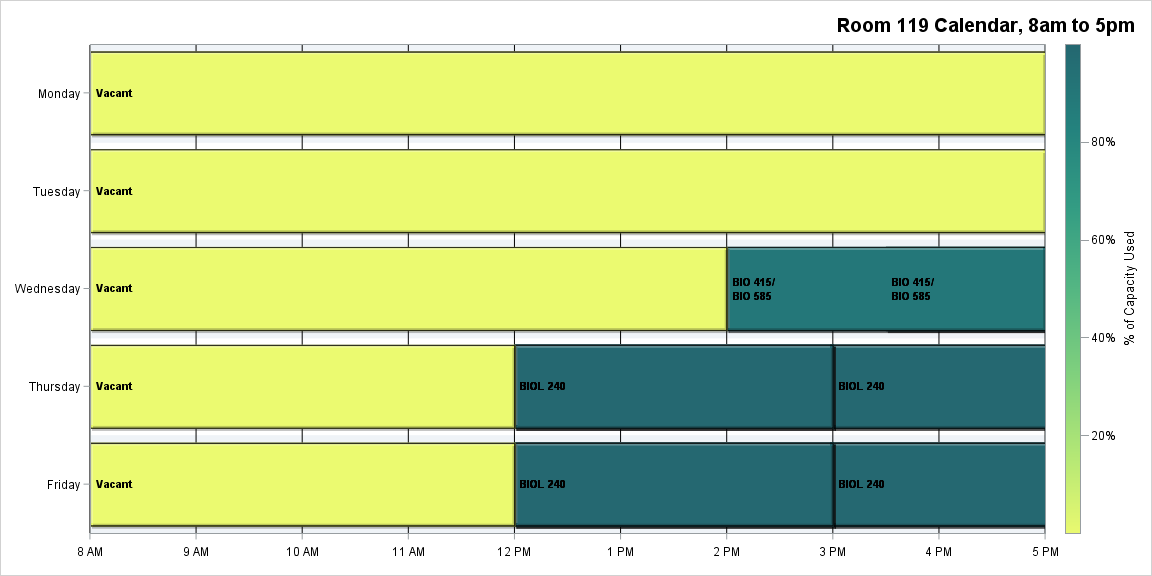 Room 119 Calendar, 8am to 5pm
Monday
Vacant
Tuesday
Vacant
80%
Wednesday
Vacant
BIO 415/
BIO 585
BIO 415/
BIO 585
60%
% of Capacity Used
40%
Thursday
Vacant
BIOL 240
BIOL 240
20%
Friday
Vacant
BIOL 240
BIOL 240
8 AM 9 AM 10 AM 11 AM 12 PM 1 PM 2 PM 3 PM 4 PM 5 PM